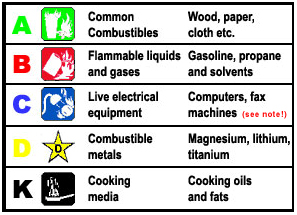 A Common Wood, paper,
Combustibles cloth etc.
B Flammable liquids Gasoline, propane
and gases and solvents
C Live electrical Computers, fax
equipment machines (see note!)
D D Combustible Magnesium, lithium,
metals titanium
K Cooking Cooking oils
media and fats